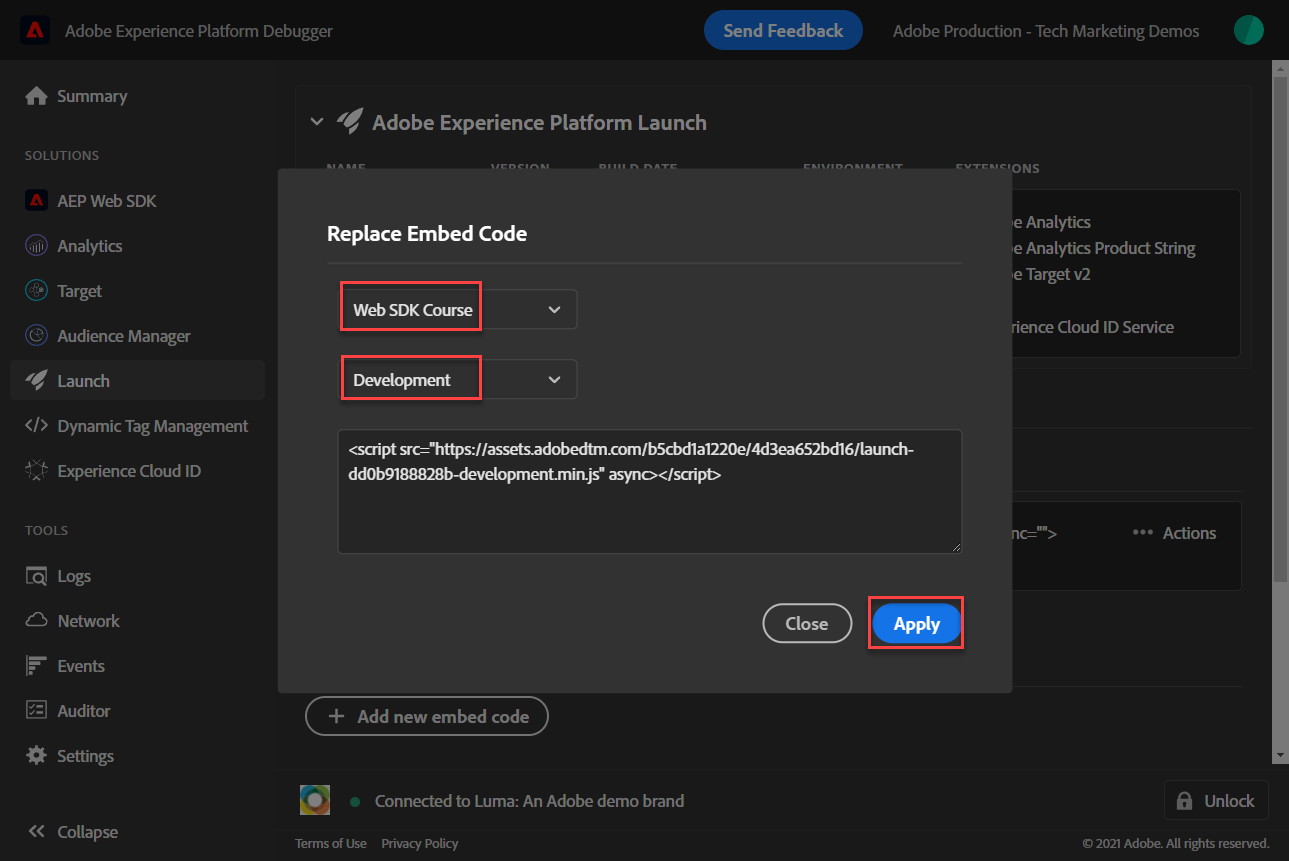 Adobe Experience Platform Debugger
Send Feedback
Adobe Production - Tech Marketing Demos
Summary
SOLUTIONS
AEP Web SDK
Analytics
Target
Audience Manager
Launch
Dynamic Tag Management
Experience Cloud ID
TOOLS
Logs
Network
Events
Auditor
Settings
Collapse
Adobe Experience Platform Launch
NAME VERSION BUILD DATE ENVIRONMENT EXTENSIONS
e Analytics
e Analytics Product String
e Target v2
rience Cloud ID Service
nc="">
Actions
Replace Embed Code
Web SDK Course
Development
<script src="https://assets.adobedtm.com/b5cbd1a1220e/4d3ea652bd16/launch-
dd0b9188828b-development.min.js" async></script>
Close
Apply
Add new embed code
Connected to Luma: An Adobe demo brand
Unlock
Terms of Use Privacy Policy
© 2021 Adobe. All rights reserved.